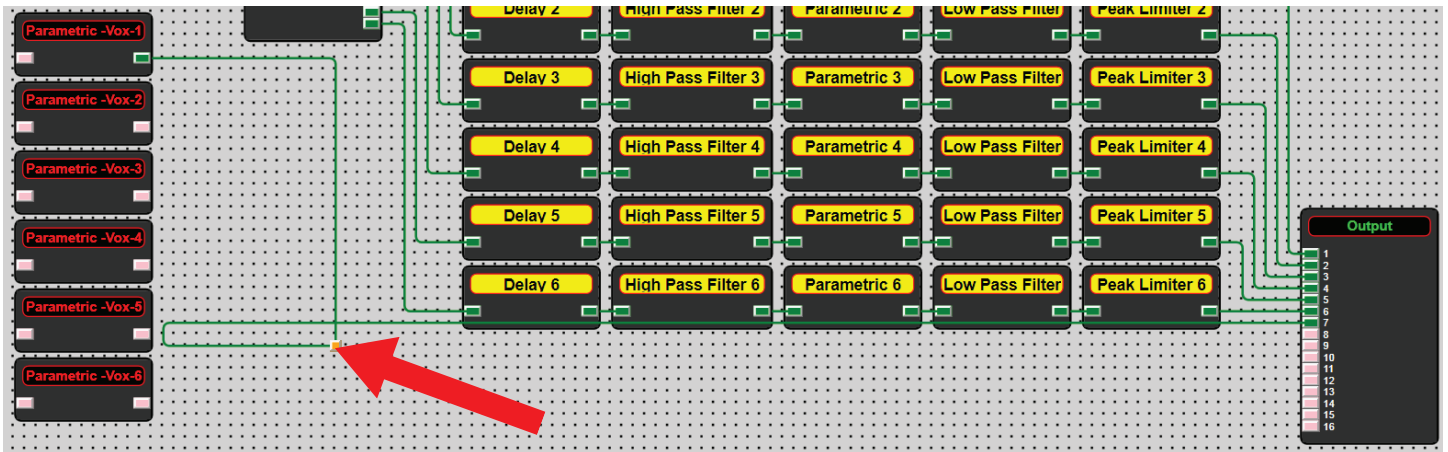 Parametric -Vox-1
Parametric -Vox-2
Parametric -Vox-3
Parametric -Vox-4
Parametric -Vox-5
Parametric -Vox-6
Delay 2 High Pass Filter 2 Parametric 2 Low Pass Filter 2 Peak Limiter 2
Delay 3 High Pass Filter 3 Parametric 3 Low Pass Filter Peak Limiter 3
Delay 4 High Pass Filter 4 Parametric 4 Low Pass Filter Peak Limiter 4
Delay 5 High Pass Filter 5 Parametric 5 Low Pass Filter Peak Limiter 5
Delay 6 High Pass Filter 6 Parametric 6 Low Pass Filter Peak Limiter 6
Output
1
2
3
4
5
6
7
8
9
10
11
12
13
14
15
16